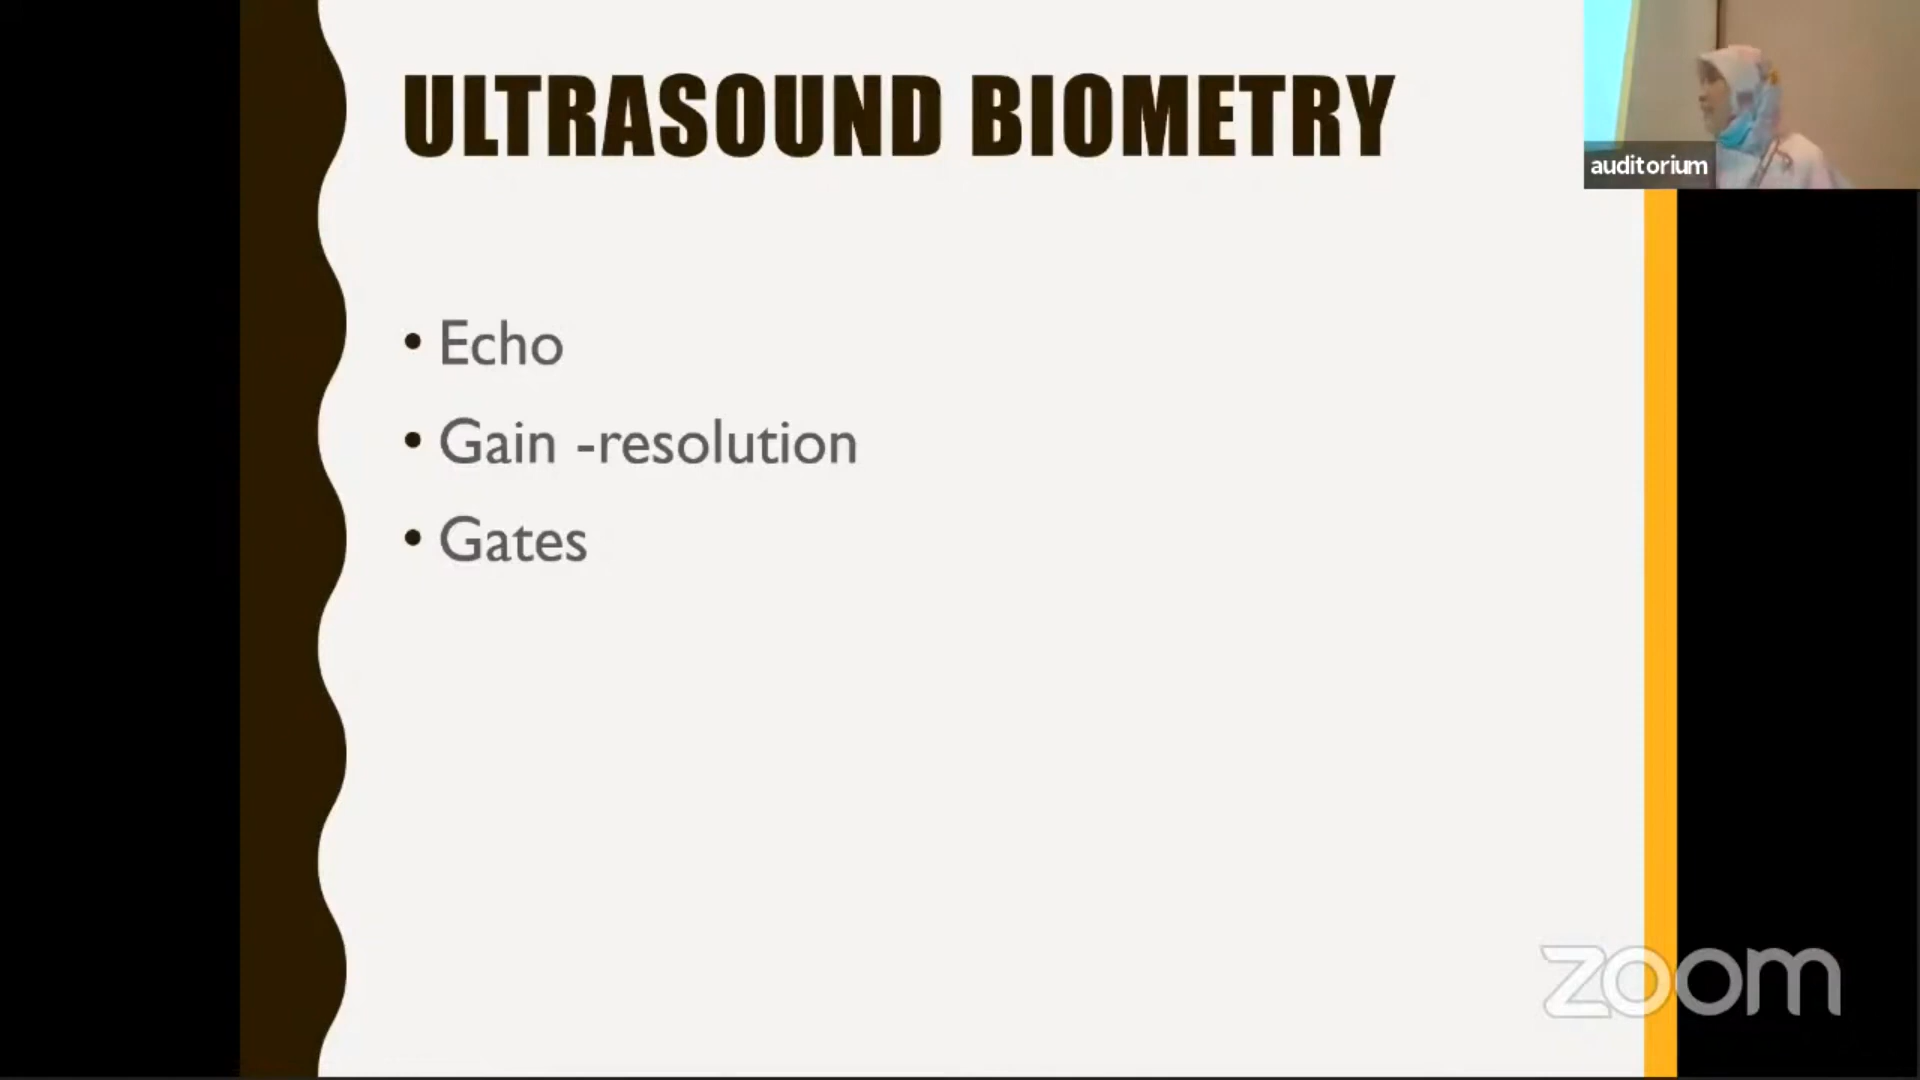 ULTRASOUND BIOMETRY
auditorium
• Echo
• Gain -resolution
• Gates
zoom